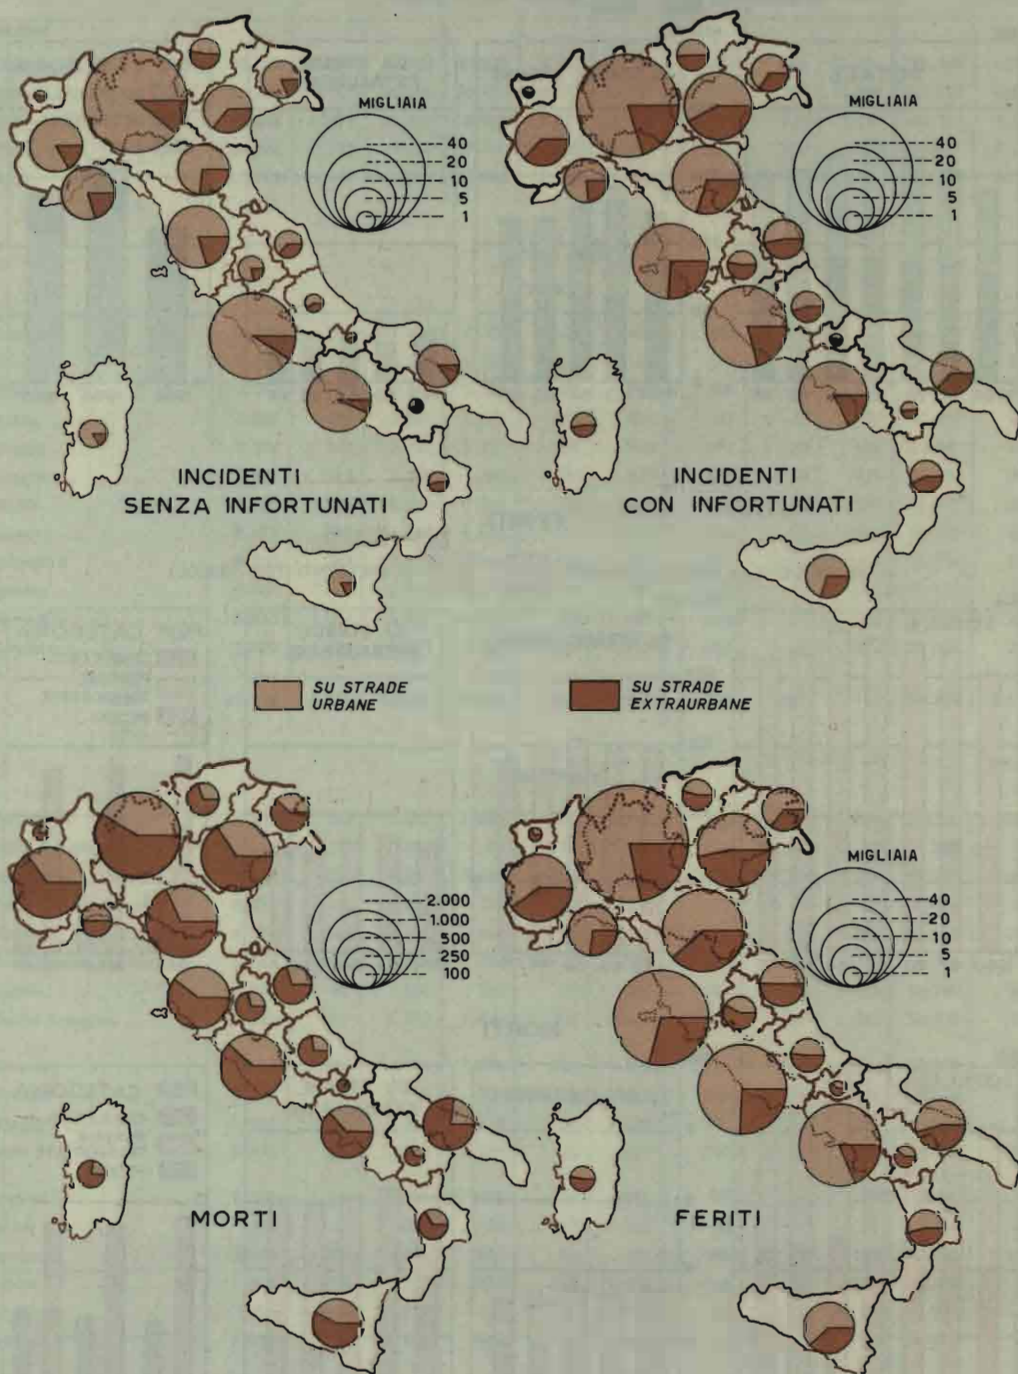 MIGLIAIA
40
20
10
5
1
MIGLIAIA
40
20
10
5
1
INCIDENTI
SENZA INFORTUNATI
INCIDENTI
CON INFORTUNATI
SU STRADE
URBANE
SU STRADE
EXTRAURBANE
2.000
1.000
500
250
100
MIGLIAIA
40
20
10
5
1
MORTI
FERITI